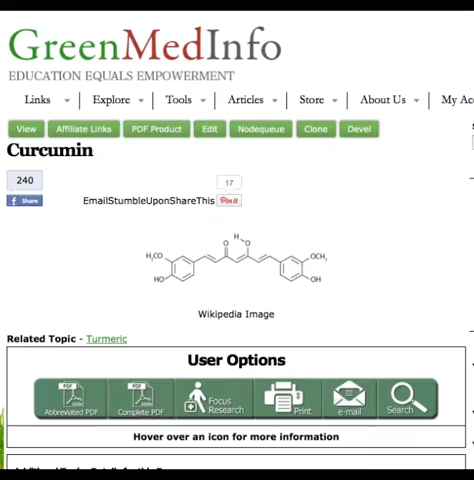 GreenMedInfo
EDUCATION EQUALS EMPOWERMENT
Links Explore Tools Articles Store About Us My Acc
View Affiliate Links PDF Product Edit Nodequeue Clone Devel
Curcumin
240
17
f Share
EmailStumbleUponShareThis Pin it
H O
O
H₃CO OCH₃
HO OH
Wikipedia Image
Related Topic - Turmeric
User Options
PDF Abbreviated PDF
PDF Complete PDF
Focus Research
Print
e-mail
Search
Hover over an icon for more information